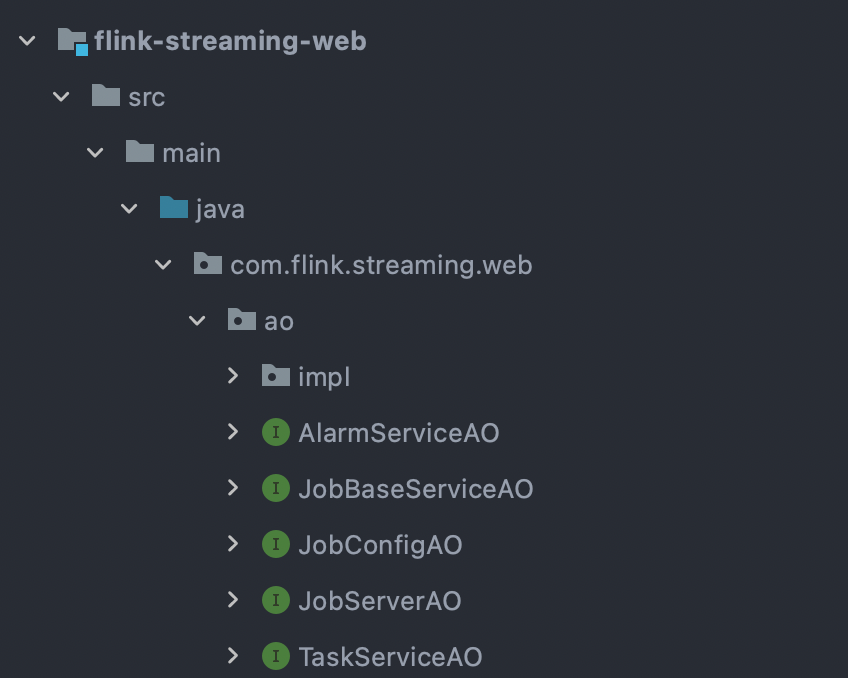 flink-streaming-web
src
main
java
com.flink.streaming.web
ao
impl
I AlarmServiceAO
I JobBaseServiceAO
I JobConfigAO
I JobServerAO
I TaskServiceAO